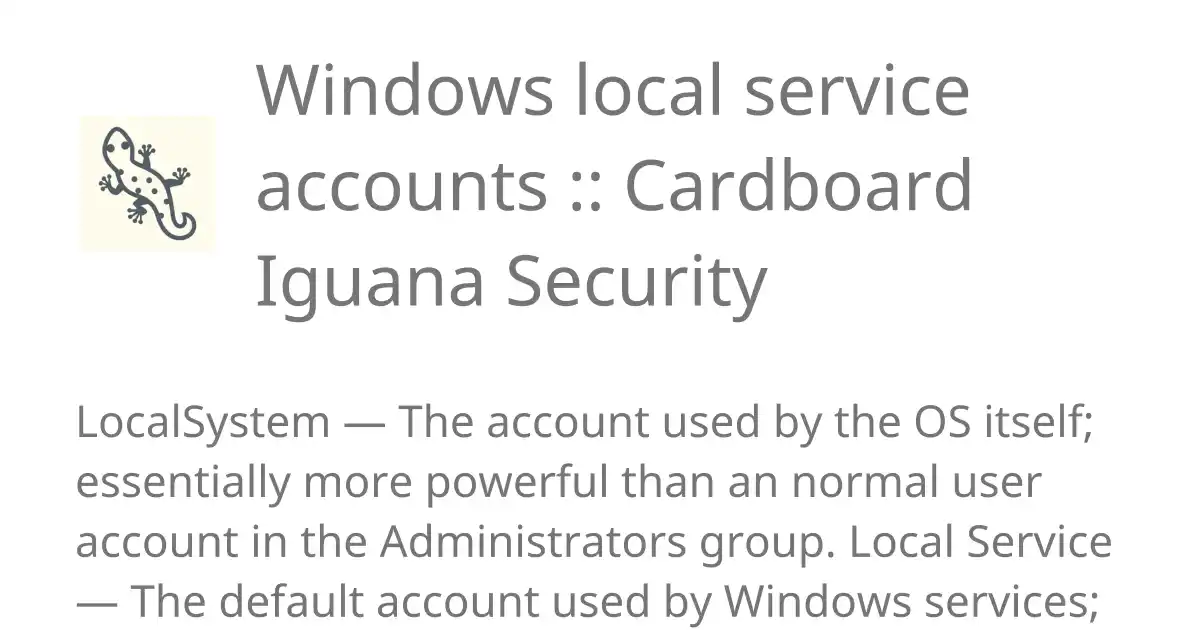 Windows local service
accounts :: Cardboard
Iguana Security
LocalSystem — The account used by the OS itself;
essentially more powerful than an normal user
account in the Administrators group. Local Service
— The default account used by Windows services;